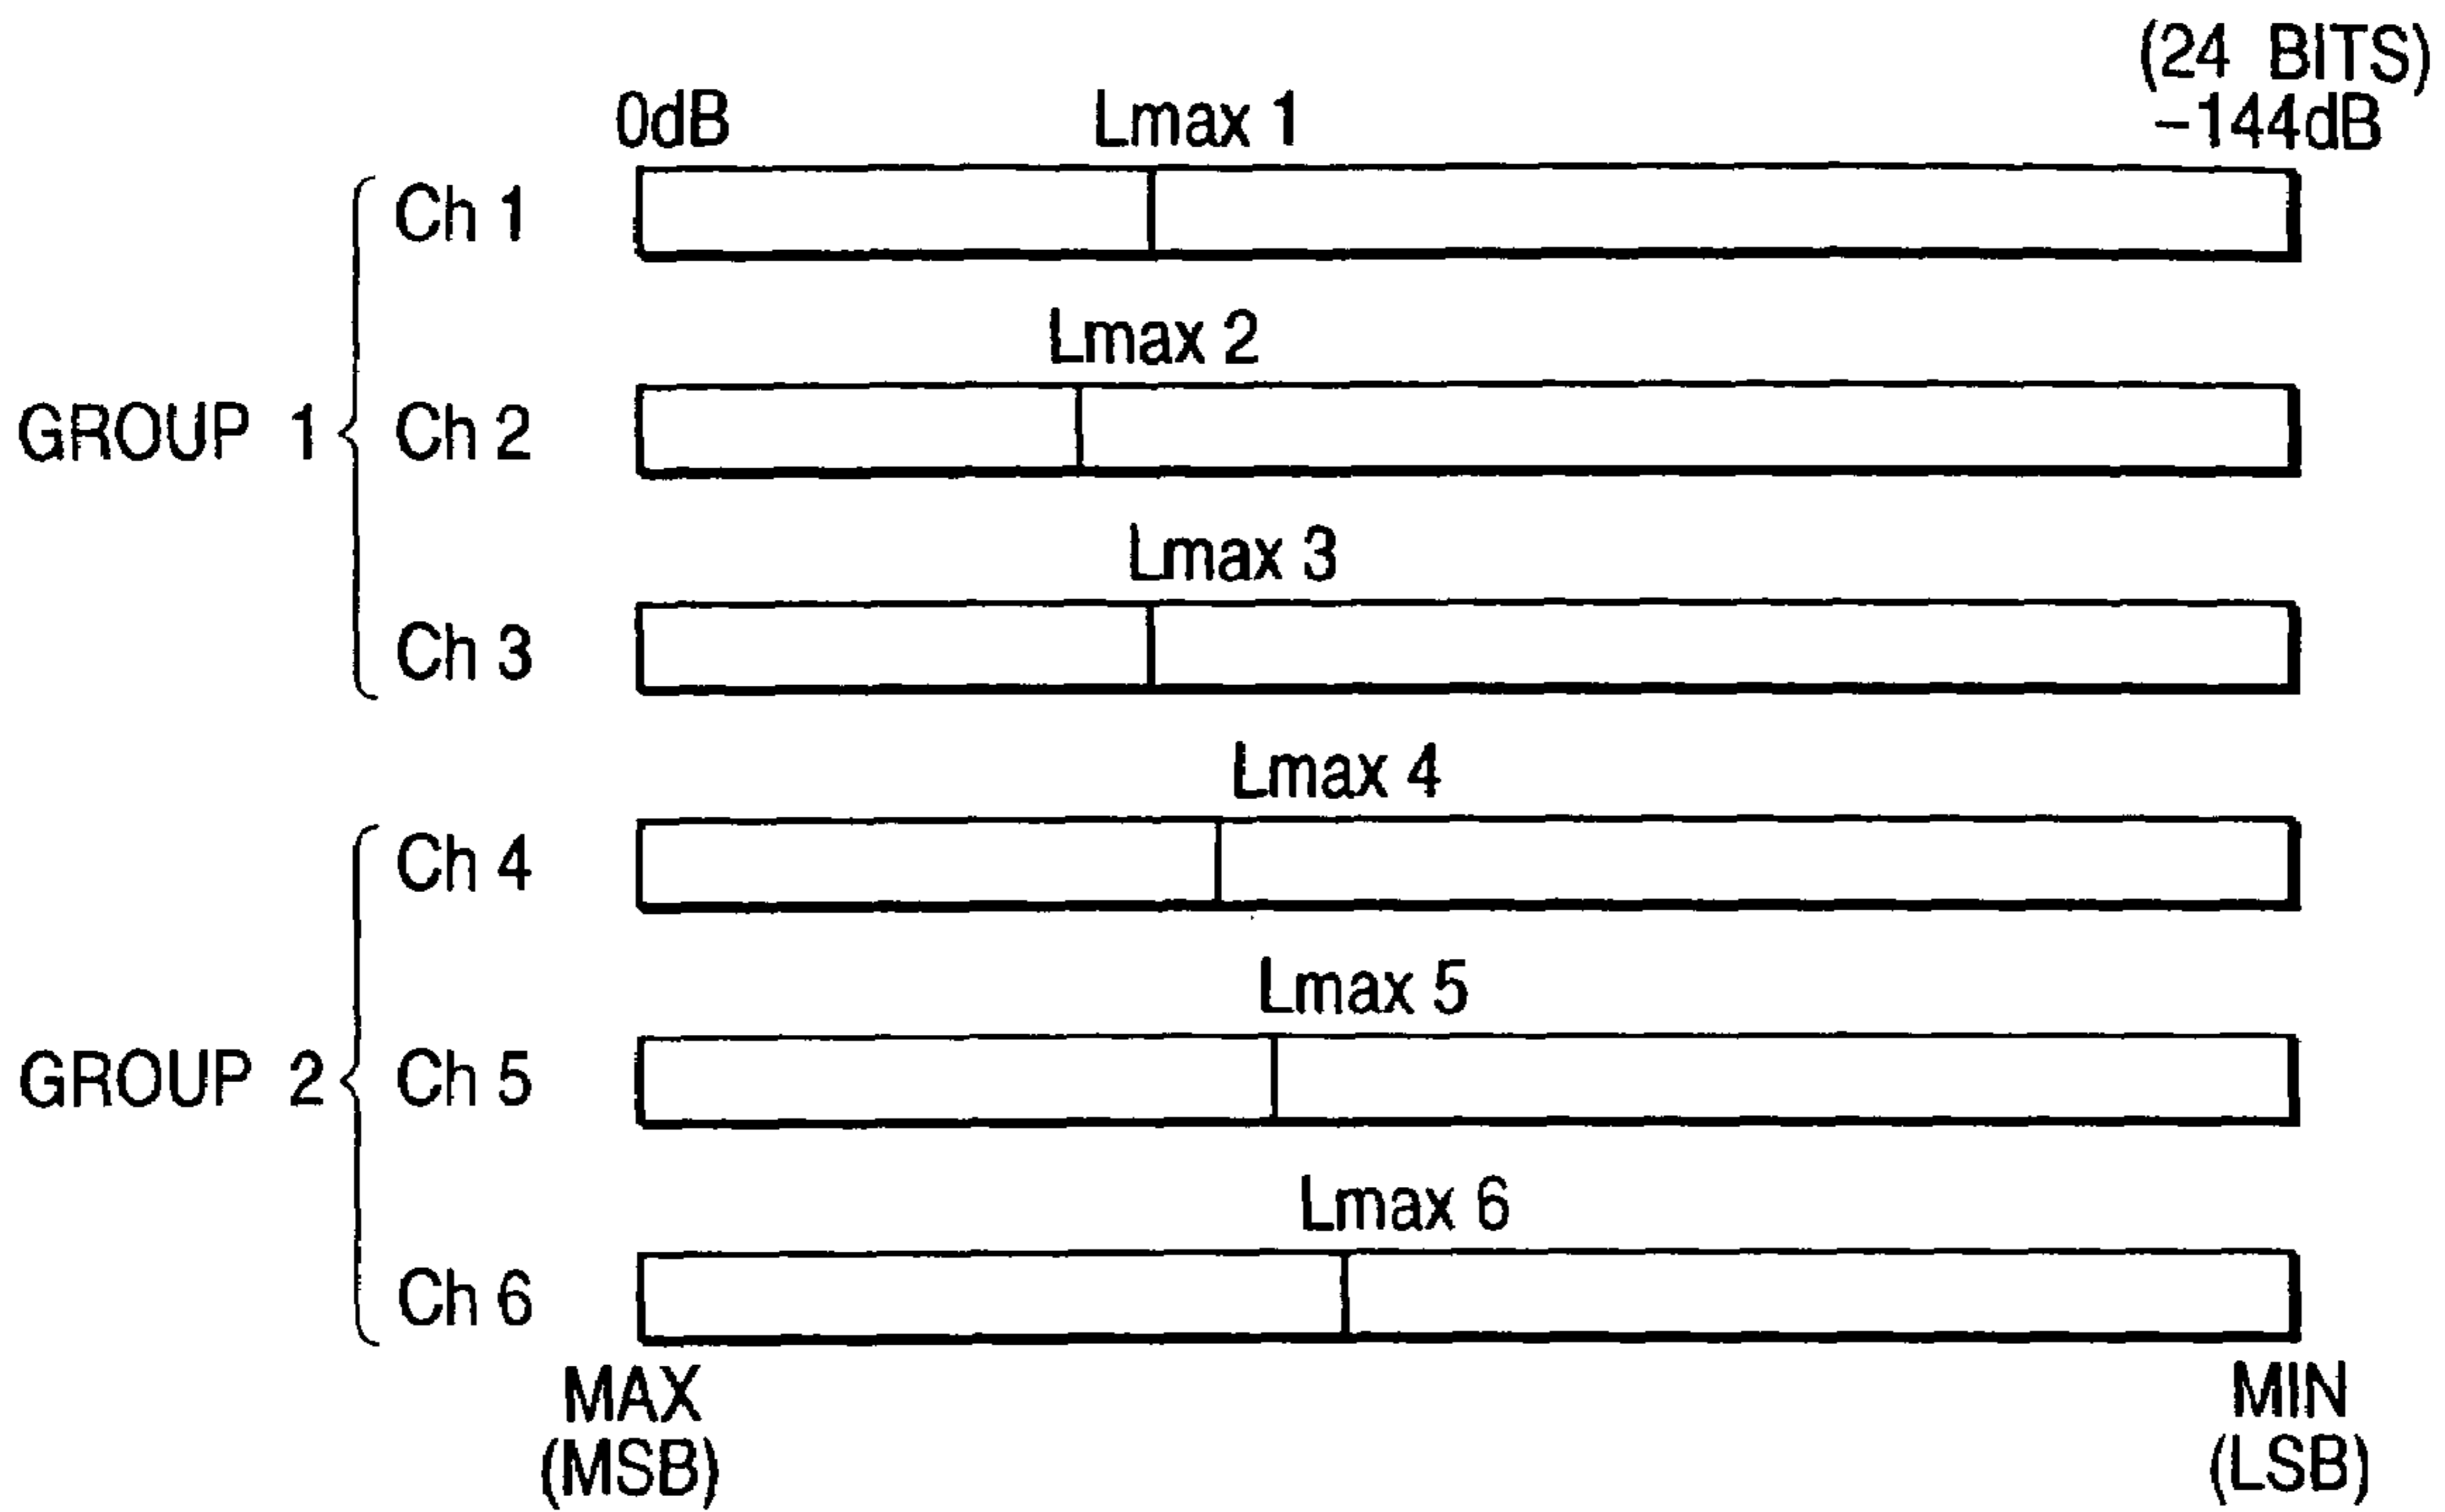 (24 BITS)
0dB Lmax 1 -144dB
Ch 1
Lmax 2
GROUP 1 Ch 2
Lmax 3
Ch 3
Lmax 4
Ch 4
Lmax 5
GROUP 2 Ch 5
Lmax 6
Ch 6
MAX MIN
(MSB) (LSB)